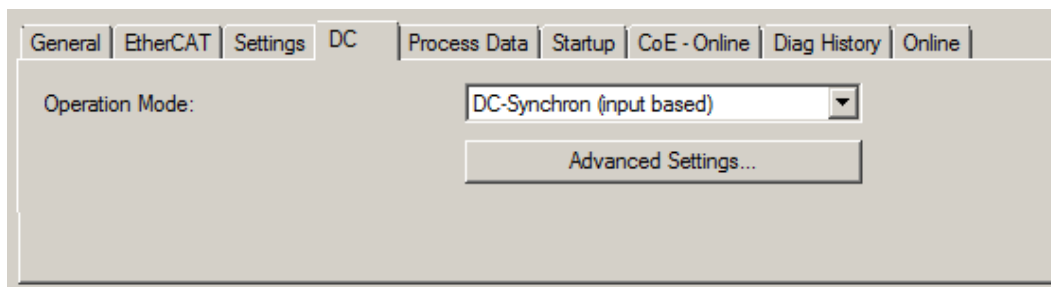 General EtherCAT Settings DC Process Data Startup CoE - Online Diag History Online
Operation Mode: DC-Synchron (input based)
Advanced Settings...